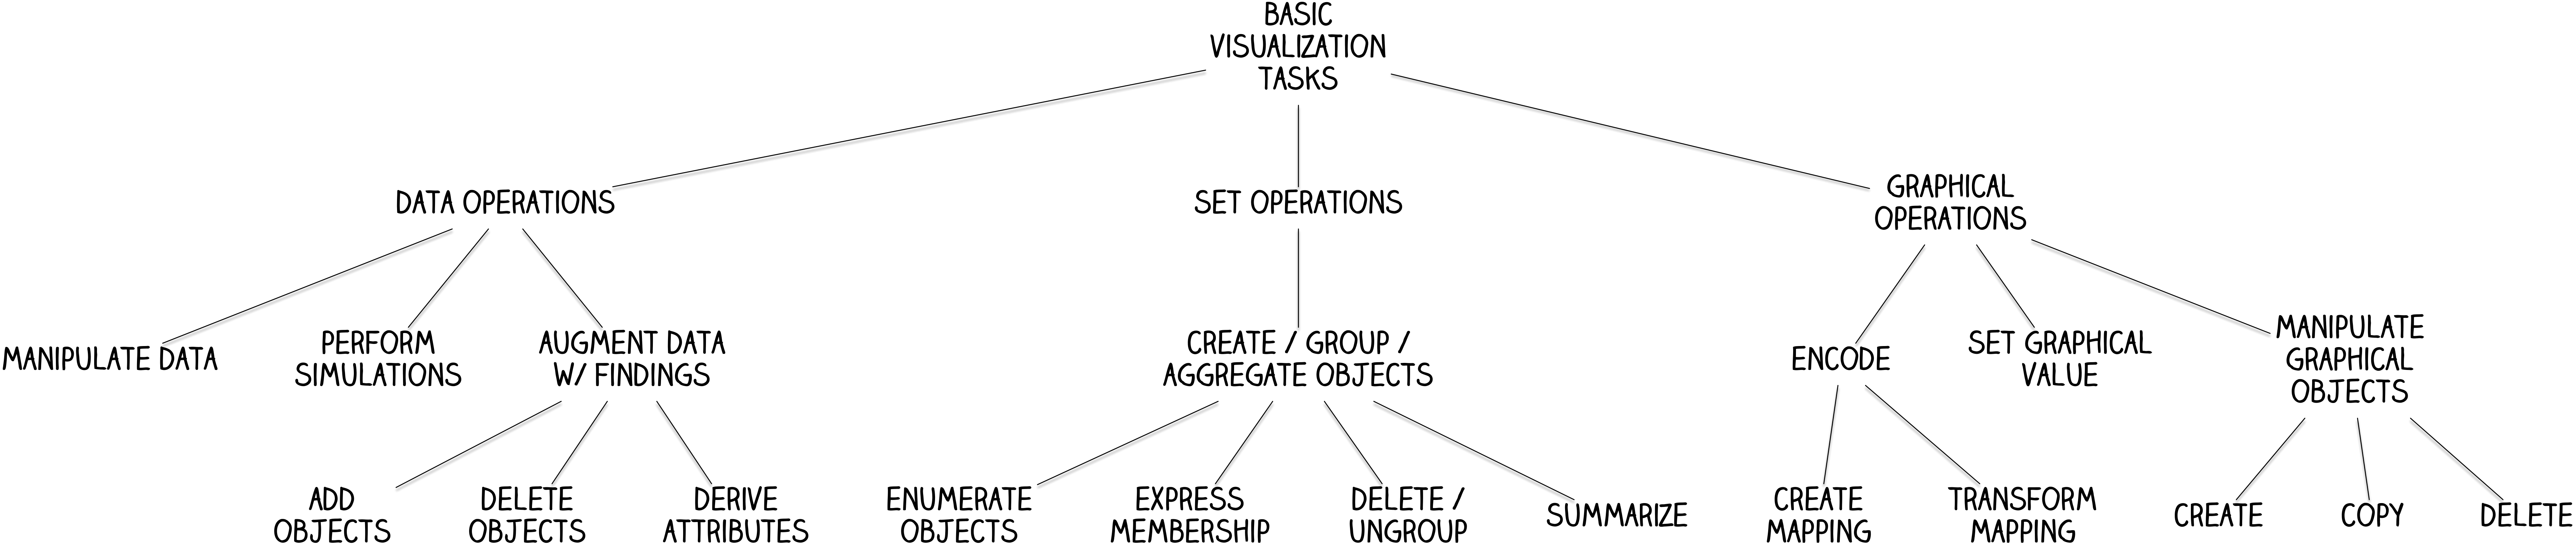 BASIC
VISUALIZATION
TASKS
DATA OPERATIONS
SET OPERATIONS
GRAPHICAL
OPERATIONS
MANIPULATE DATA
PERFORM
SIMULATIONS
AUGMENT DATA
W/ FINDINGS
CREATE / GROUP /
AGGREGATE OBJECTS
ENCODE
SET GRAPHICAL
VALUE
MANIPULATE
GRAPHICAL
OBJECTS
ADD
OBJECTS
DELETE
OBJECTS
DERIVE
ATTRIBUTES
ENUMERATE
OBJECTS
EXPRESS
MEMBERSHIP
DELETE /
UNGROUP
SUMMARIZE
CREATE
MAPPING
TRANSFORM
MAPPING
CREATE
COPY
DELETE